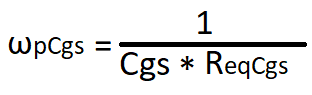 ωpCgs = 1
Cgs * ReqCgs